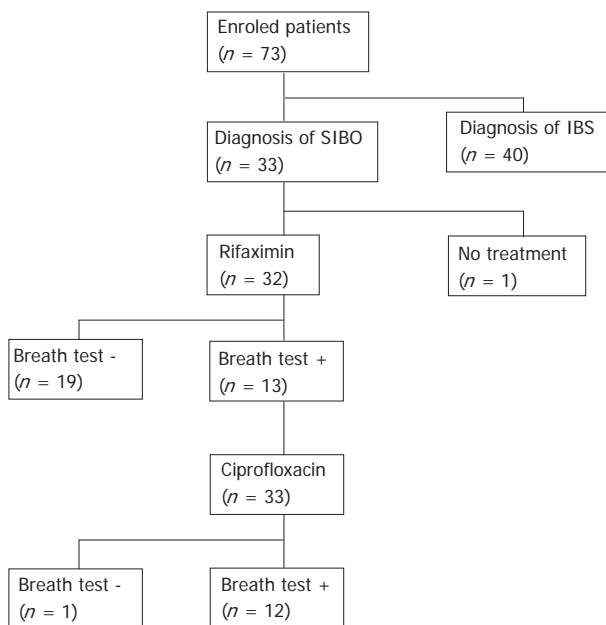 Enroled patients
(n = 73)
Diagnosis of SIBO
(n = 33)
Diagnosis of IBS
(n = 40)
Rifaximin
(n = 32)
No treatment
(n = 1)
Breath test -
(n = 19)
Breath test +
(n = 13)
Ciprofloxacin
(n = 33)
Breath test -
(n = 1)
Breath test +
(n = 12)